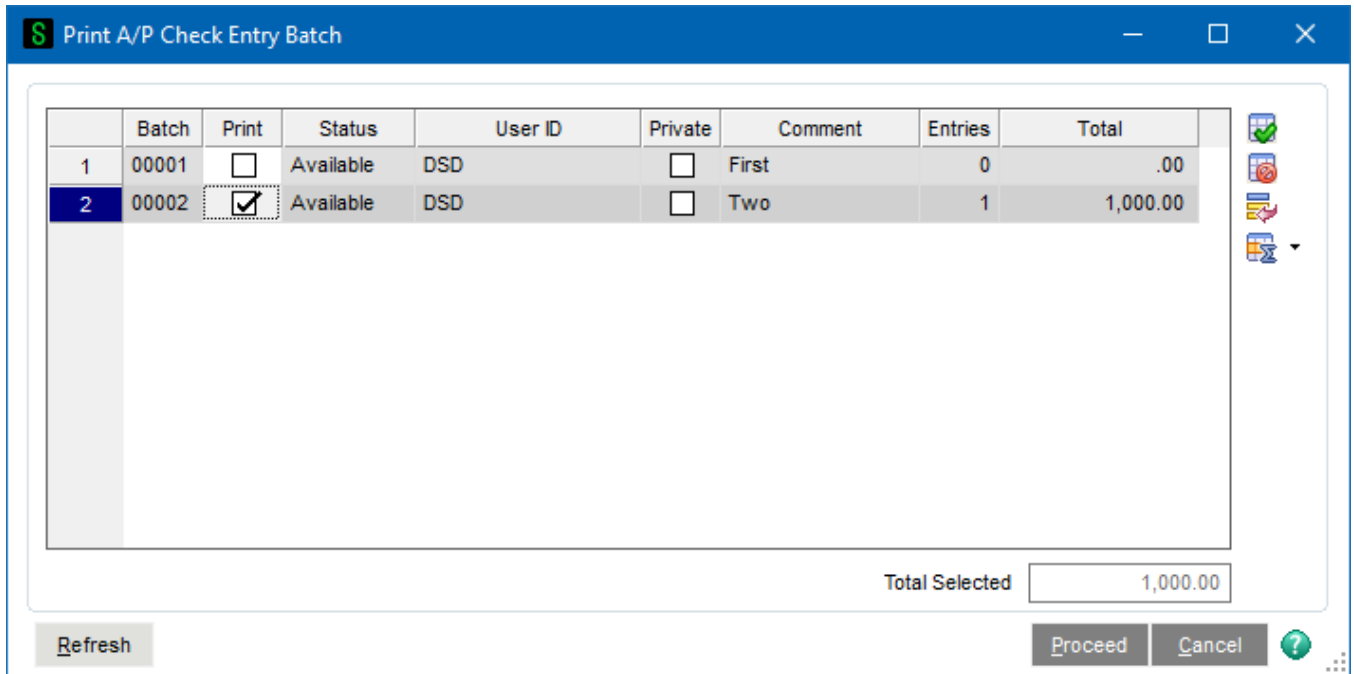 S Print A/P Check Entry Batch
Batch Print Status User ID Private Comment Entries Total
1 00001 Available DSD First 0 .00
2 00002 Available DSD Two 1 1,000.00
Total Selected 1,000.00
Refresh Proceed Cancel ?